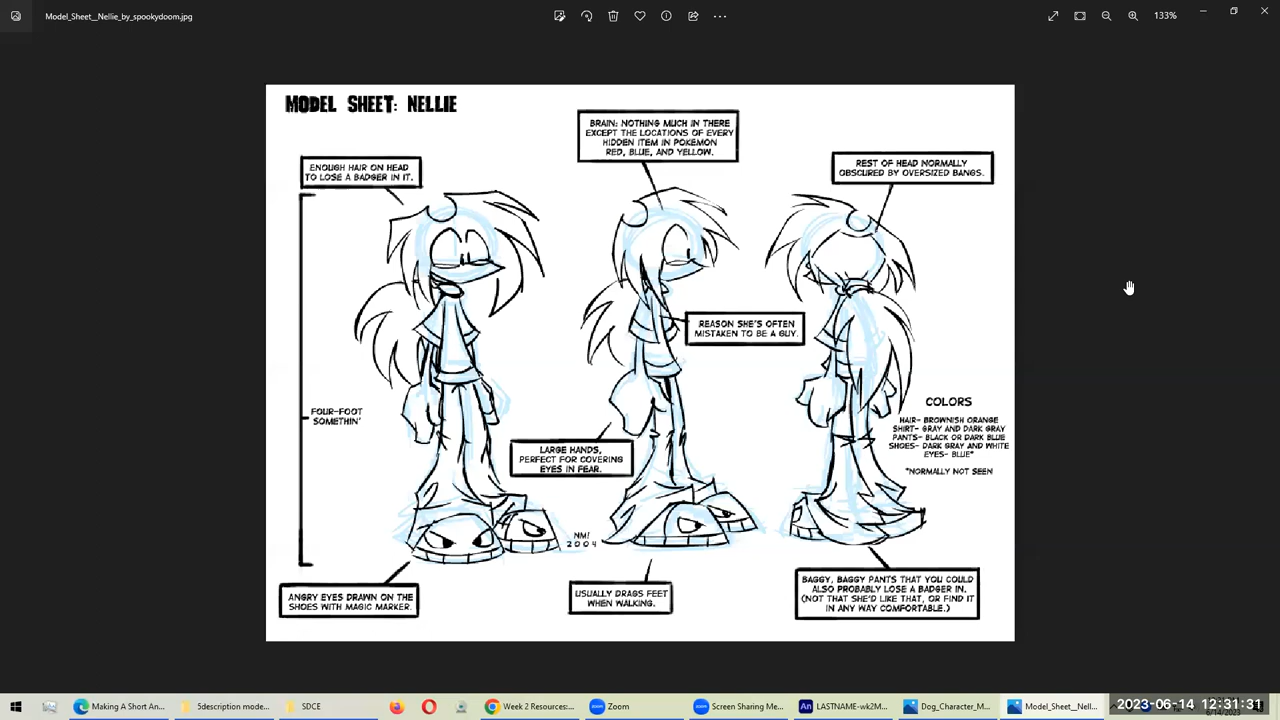 Model_Sheet__Nellie_by_spookydoom.jpg
133%
MODEL SHEET: NELLIE
BRAIN: NOTHING MUCH IN THERE
EXCEPT THE LOCATIONS OF EVERY
HIDDEN ITEM IN POKEMON
RED, BLUE, AND YELLOW.
ENOUGH HAIR ON HEAD
TO LOSE A BADGER IN IT.
REST OF HEAD NORMALLY
OBSCURED BY OVERSIZED BANGS.
REASON SHE'S OFTEN
MISTAKEN TO BE A GUY.
FOUR-FOOT
SOMETHIN'
COLORS
HAIR- BROWNISH ORANGE
SHIRT- GRAY AND DARK GRAY
PANTS- BLACK OR DARK BLUE
SHOES- DARK GRAY AND WHITE
EYES- BLUE*
*NORMALLY NOT SEEN
LARGE HANDS,
PERFECT FOR COVERING
EYES IN FEAR.
NM!
2004
ANGRY EYES DRAWN ON THE
SHOES WITH MAGIC MARKER.
USUALLY DRAGS FEET
WHEN WALKING.
BAGGY, BAGGY PANTS THAT YOU COULD
ALSO PROBABLY LOSE A BADGER IN.
(NOT THAT SHE'D LIKE THAT, OR FIND IT
IN ANY WAY COMFORTABLE.)
Making A Short An...
5description mode...
SDCE
Week 2 Resources:...
Zoom
Screen Sharing Me...
An
LASTNAME-wk2M...
Dog_Character_M...
Model_Sheet__Nell...
2023-06-14 12:31:31